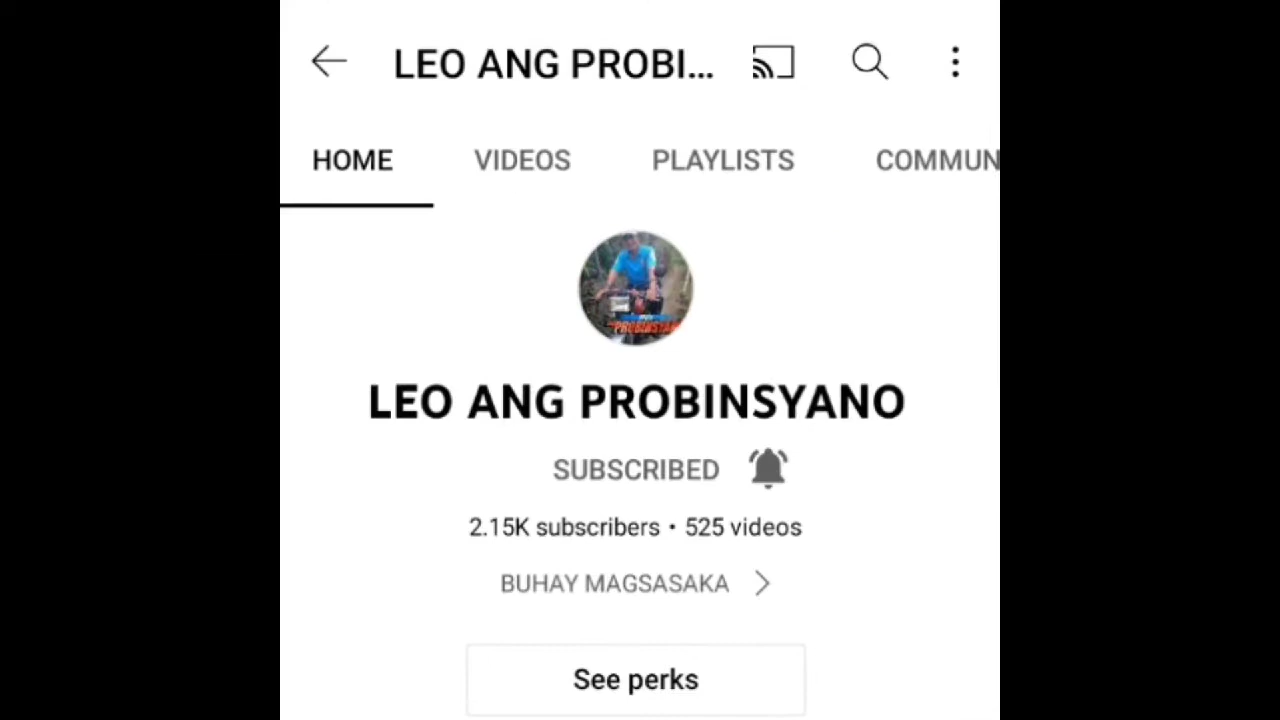 LEO ANG PROBI...
HOME VIDEOS PLAYLISTS COMMUN
LEO ANG PROBINSYANO
SUBSCRIBED
2.15K subscribers • 525 videos
BUHAY MAGSASAKA
See perks